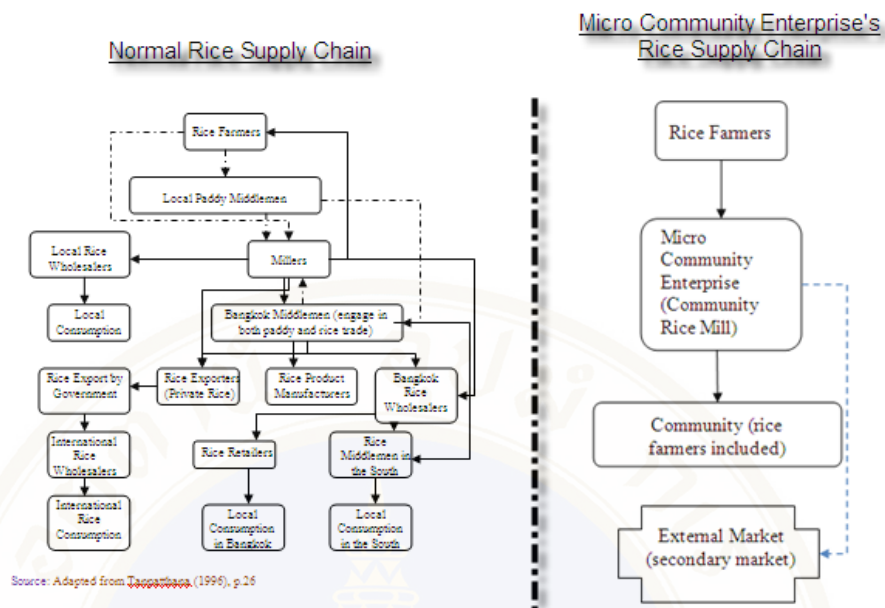 Normal Rice Supply Chain
Rice Farmers
Local Paddy Middlemen
Local Rice
Wholesalers
Millers
Local
Consumption
Bangkok Middlemen (engage in
both paddy and rice trade)
Rice Export by
Government
Rice Exporters
(Private Rice)
Rice Product
Manufacturers
Bangkok
Rice
Wholesalers
International
Rice
Wholesalers
Rice Retailers
Rice
Middlemen in
the South
International
Rice
Consumption
Local
Consumption
in Bangkok
Local
Consumption
in the South
Source: Adapted from (1996), p.26
Micro Community Enterprise's
Rice Supply Chain
Rice Farmers
Micro
Community
Enterprise
(Community
Rice Mill)
Community (rice
farmers included)
External Market
(secondary market)